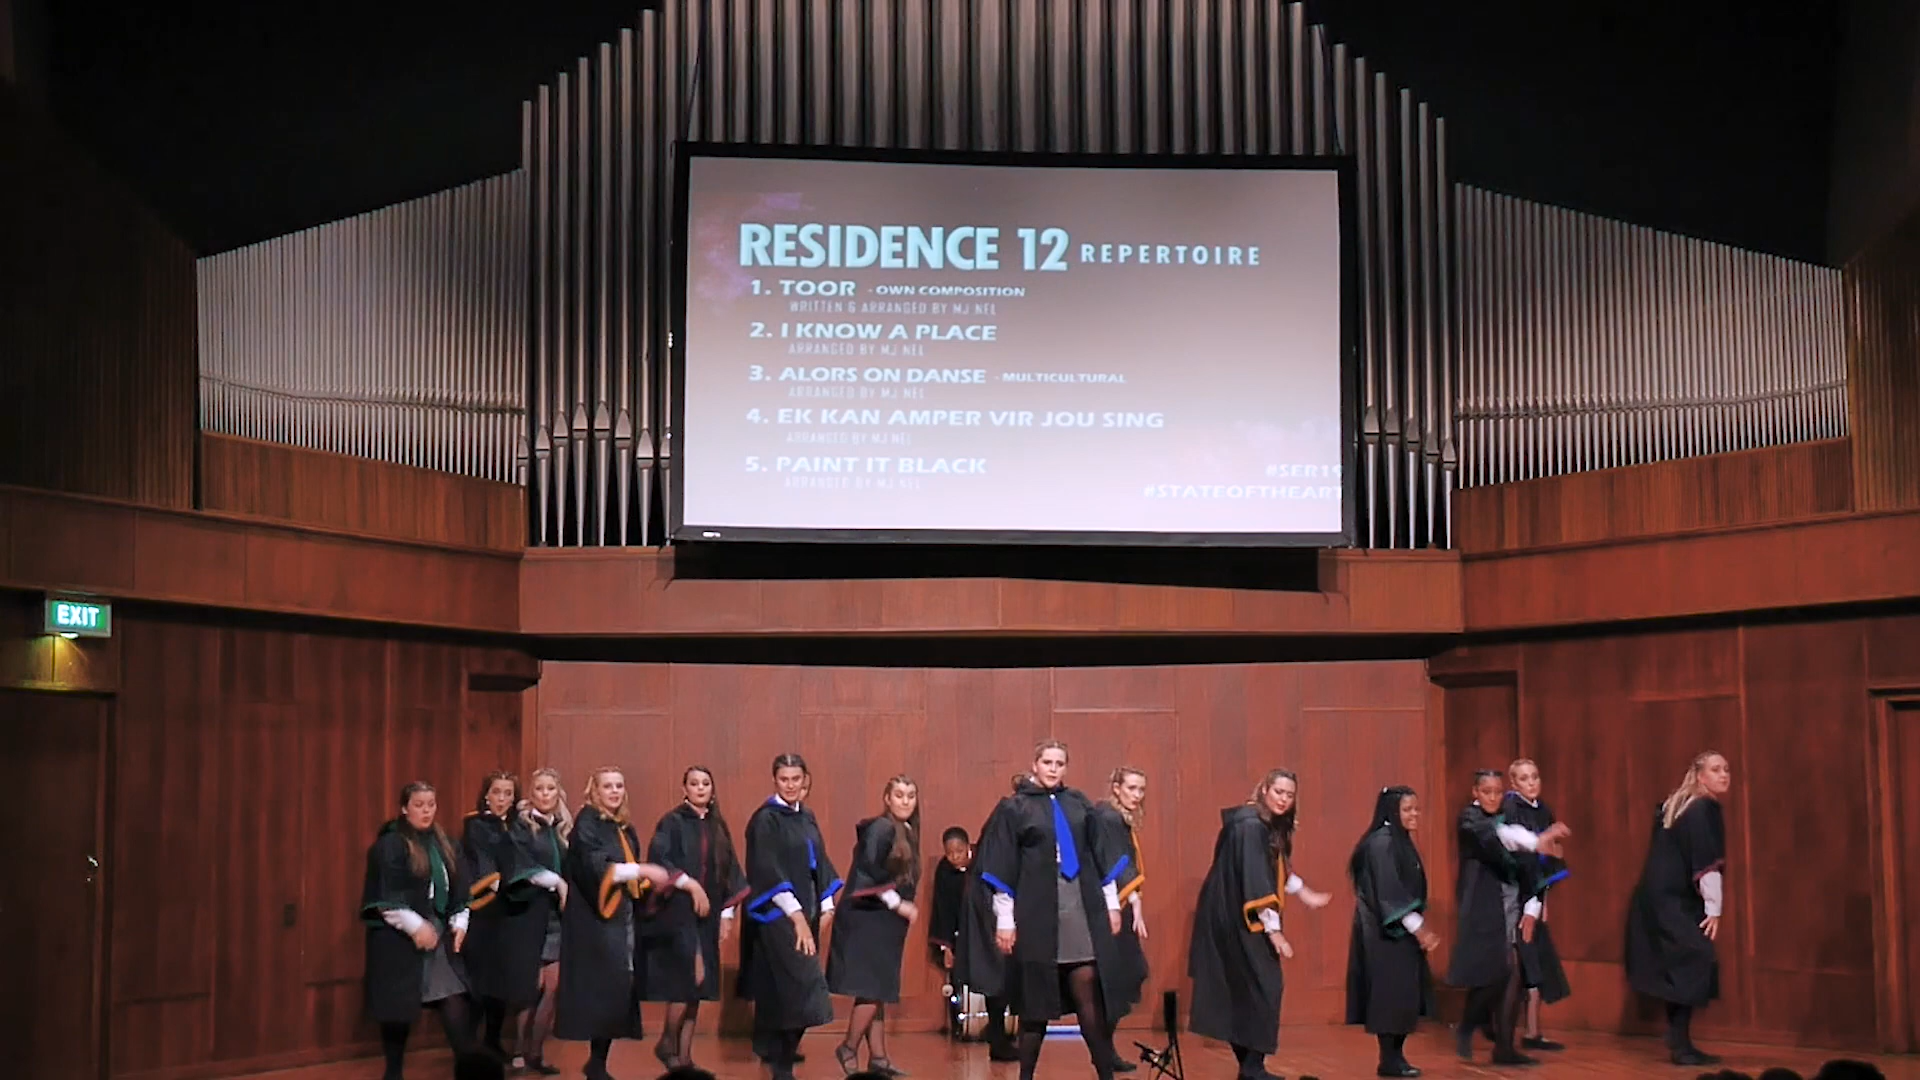 RESIDENCE 12 REPERTOIRE
1. TOOR - OWN COMPOSITION
WRITTEN & ARRANGED BY MJ NEL
2. I KNOW A PLACE
ARRANGED BY MJ NEL
3. ALORS ON DANSE - MULTICULTURAL
ARRANGED BY MJ NEL
4. EK KAN AMPER VIR JOU SING
ARRANGED BY MJ NEL
5. PAINT IT BLACK
ARRANGED BY MJ NEL
#SER19
#STATEOFTHEART
EXIT